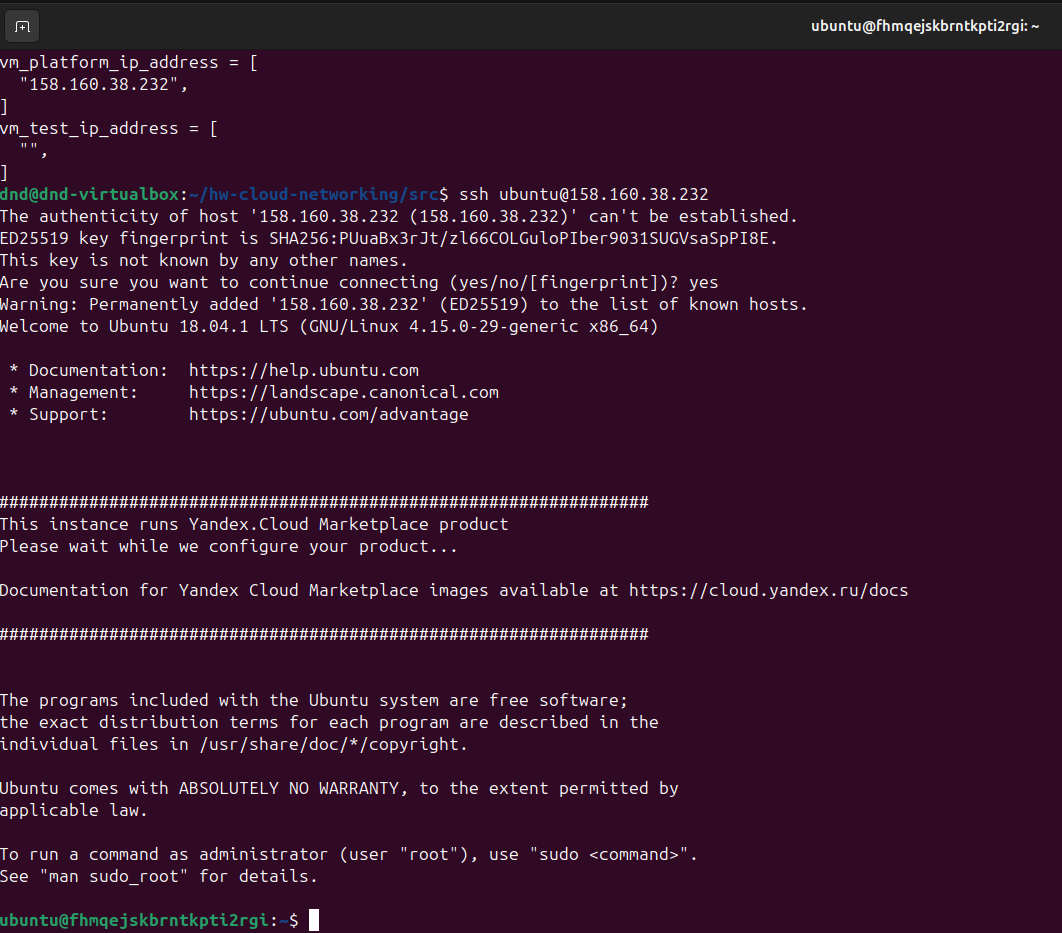 ubuntu@fhmqejskbrntkpti2rgi: ~
vm_platform_ip_address = [
  "158.160.38.232",
]
vm_test_ip_address = [
  "",
]
dnd@dnd-virtualbox:~/hw-cloud-networking/src$ ssh ubuntu@158.160.38.232
The authenticity of host '158.160.38.232 (158.160.38.232)' can't be established.
ED25519 key fingerprint is SHA256:PUuaBx3rJt/zl66COLGuloPIber9031SUGVsaSpPI8E.
This key is not known by any other names.
Are you sure you want to continue connecting (yes/no/[fingerprint])? yes
Warning: Permanently added '158.160.38.232' (ED25519) to the list of known hosts.
Welcome to Ubuntu 18.04.1 LTS (GNU/Linux 4.15.0-29-generic x86_64)
 * Documentation:  https://help.ubuntu.com
 * Management:     https://landscape.canonical.com
 * Support:        https://ubuntu.com/advantage
#################################################################
This instance runs Yandex.Cloud Marketplace product
Please wait while we configure your product...
Documentation for Yandex Cloud Marketplace images available at https://cloud.yandex.ru/docs
#################################################################
The programs included with the Ubuntu system are free software;
the exact distribution terms for each program are described in the
individual files in /usr/share/doc/*/copyright.
Ubuntu comes with ABSOLUTELY NO WARRANTY, to the extent permitted by
applicable law.
To run a command as administrator (user "root"), use "sudo <command>".
See "man sudo_root" for details.
ubuntu@fhmqejskbrntkpti2rgi:~$